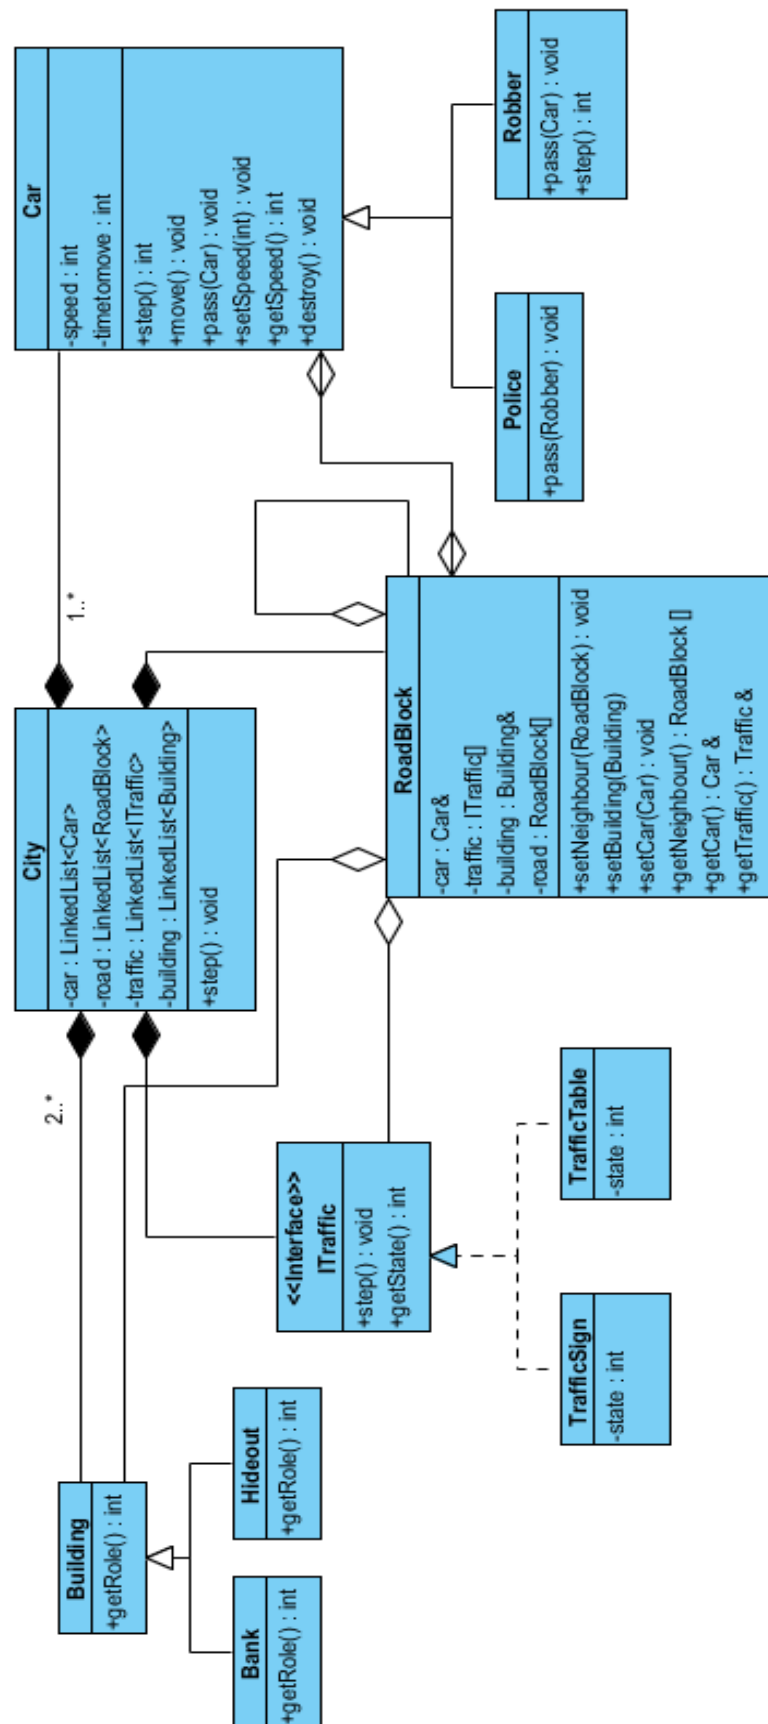 Building
+getRole() : int
Bank
+getRole() : int
Hideout
+getRole() : int
2..*
City
-car : LinkedList<Car>
-road : LinkedList<RoadBlock>
-traffic : LinkedList<ITraffic>
-building : LinkedList<Building>
+step() : void
1..*
Car
-speed : int
-timetomove : int
+step() : int
+move() : void
+pass(Car) : void
+setSpeed(int) : void
+getSpeed() : int
+destroy() : void
<<Interface>>
ITraffic
+step() : void
+getState() : int
TrafficSign
-state : int
TrafficTable
-state : int
RoadBlock
-car : Car&
-traffic : ITraffic[]
-building : Building&
-road : RoadBlock[]
+setNeighbour(RoadBlock) : void
+setBuilding(Building)
+setCar(Car) : void
+getNeighbour() : RoadBlock []
+getCar() : Car &
+getTraffic() : Traffic &
Police
+pass(Robber) : void
Robber
+pass(Car) : void
+step() : int